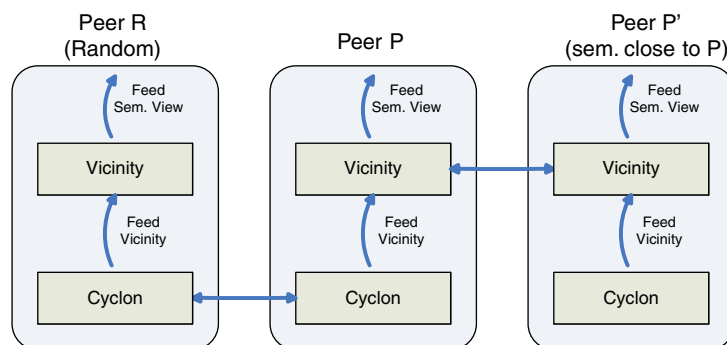 Peer R
(Random)
Peer P
Peer P'
(sem. close to P)
Feed
Sem. View
Feed
Sem. View
Feed
Sem. View
Vicinity
Vicinity
Vicinity
Feed
Vicinity
Feed
Vicinity
Feed
Vicinity
Cyclon
Cyclon
Cyclon